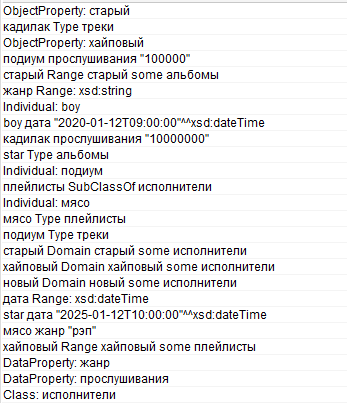 ObjectProperty: старый
кадилак Type треки
ObjectProperty: хайповый
подиум прослушивания "100000"
старый Range старый some альбомы
жанр Range: xsd:string
Individual: boy
boy дата "2020-01-12T09:00:00"^^xsd:dateTime
кадилак прослушивания "10000000"
star Type альбомы
Individual: подиум
плейлисты SubClassOf исполнители
Individual: мясо
мясо Type плейлисты
подиум Type треки
старый Domain старый some исполнители
хайповый Domain хайповый some исполнители
новый Domain новый some исполнители
дата Range: xsd:dateTime
star дата "2025-01-12T10:00:00"^^xsd:dateTime
мясо жанр "рэп"
хайповый Range хайповый some плейлисты
DataProperty: жанр
DataProperty: прослушивания
Class: исполнители